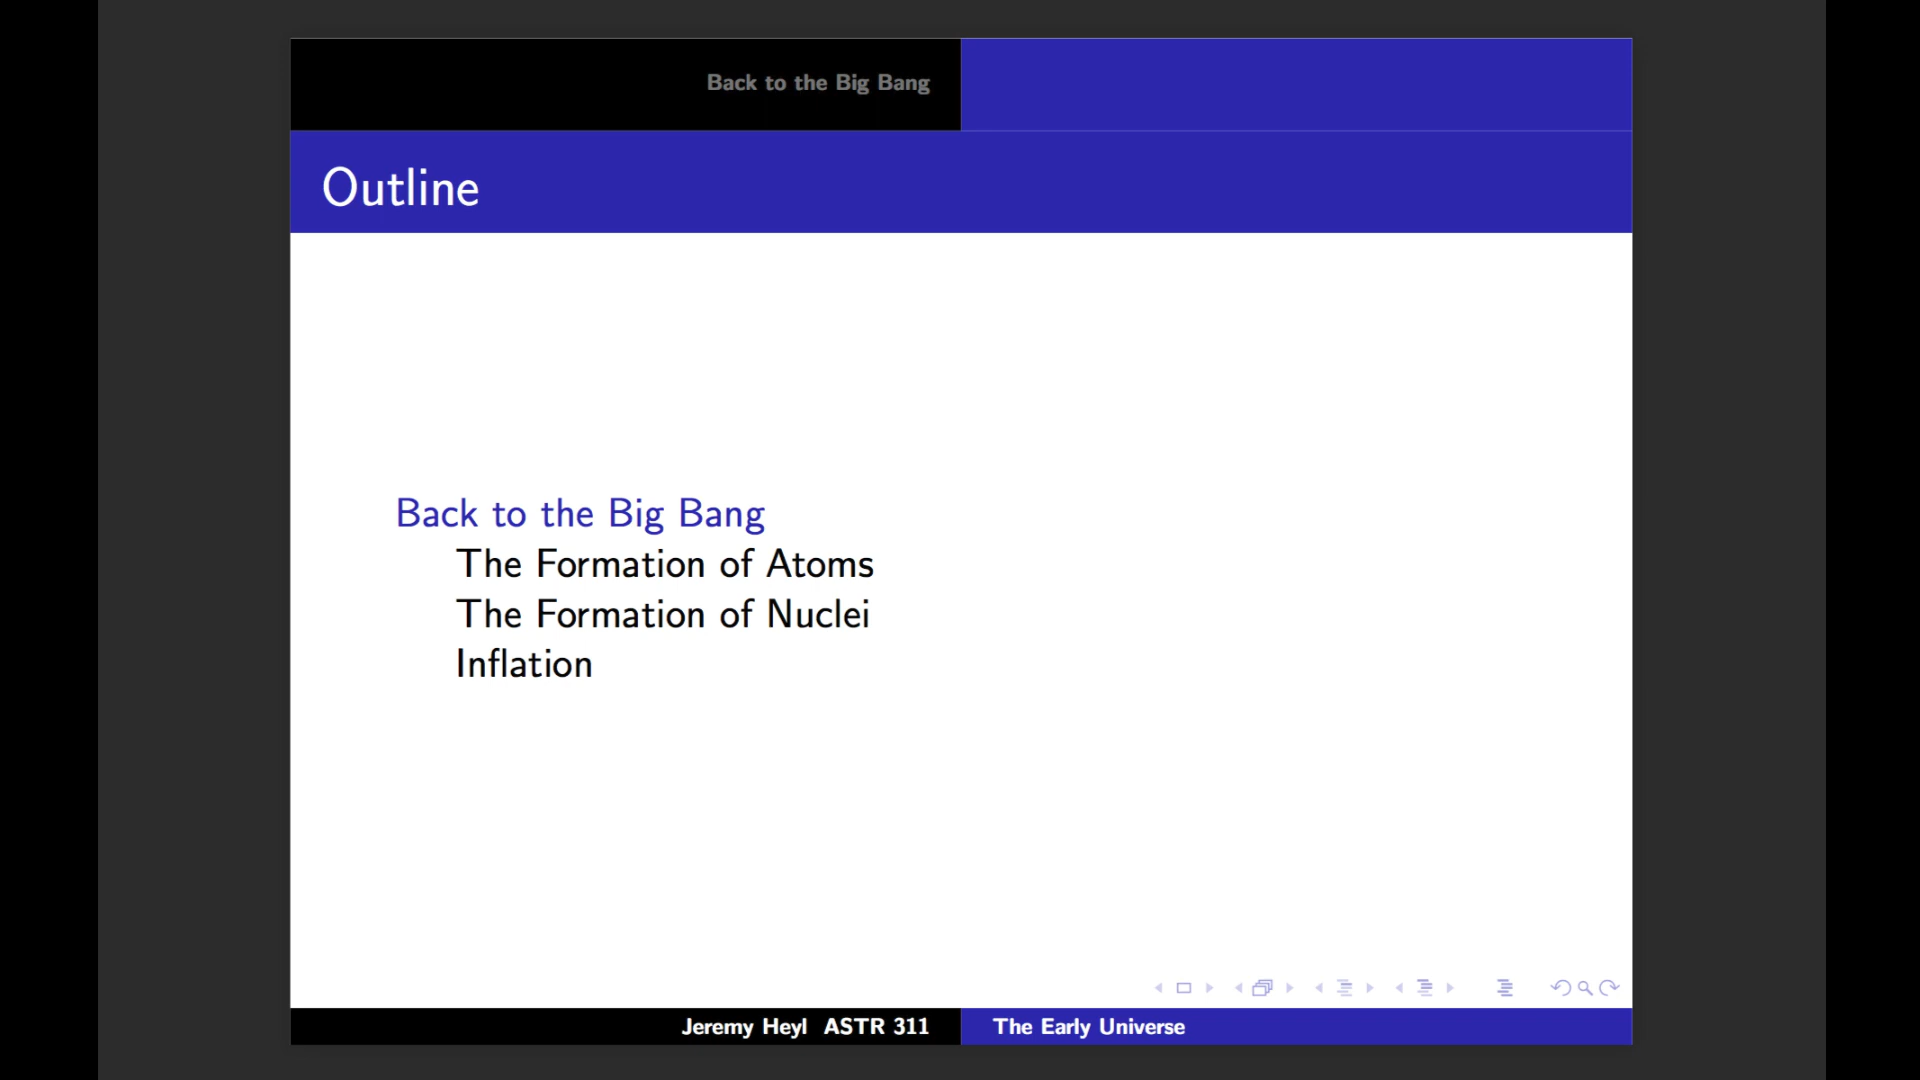 Back to the Big Bang
Outline
Back to the Big Bang
The Formation of Atoms
The Formation of Nuclei
Inflation
Jeremy Heyl ASTR 311
The Early Universe